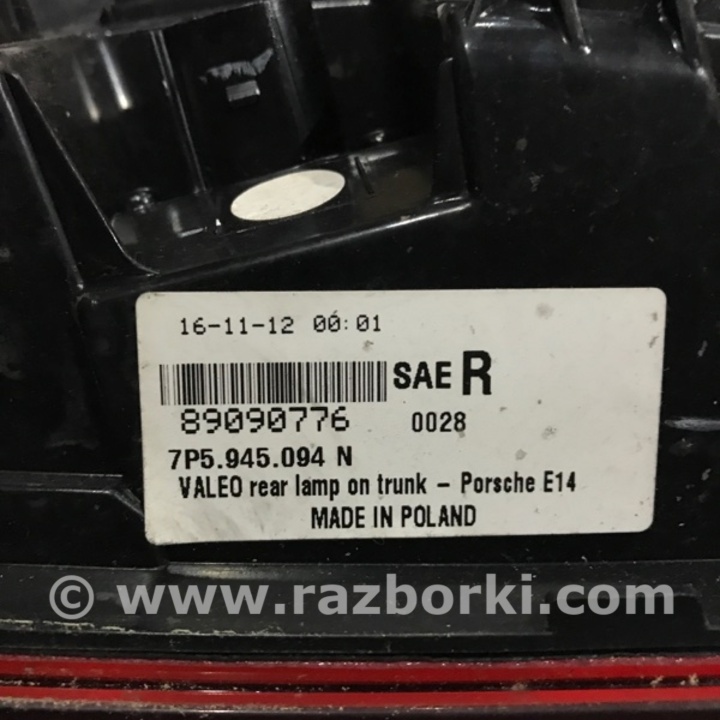 16-11-12 00:01
SAE R
89090776 0028
7P5.945.094 N
VALEO rear lamp on trunk – Porsche E14
MADE IN POLAND
© www.razborki.com